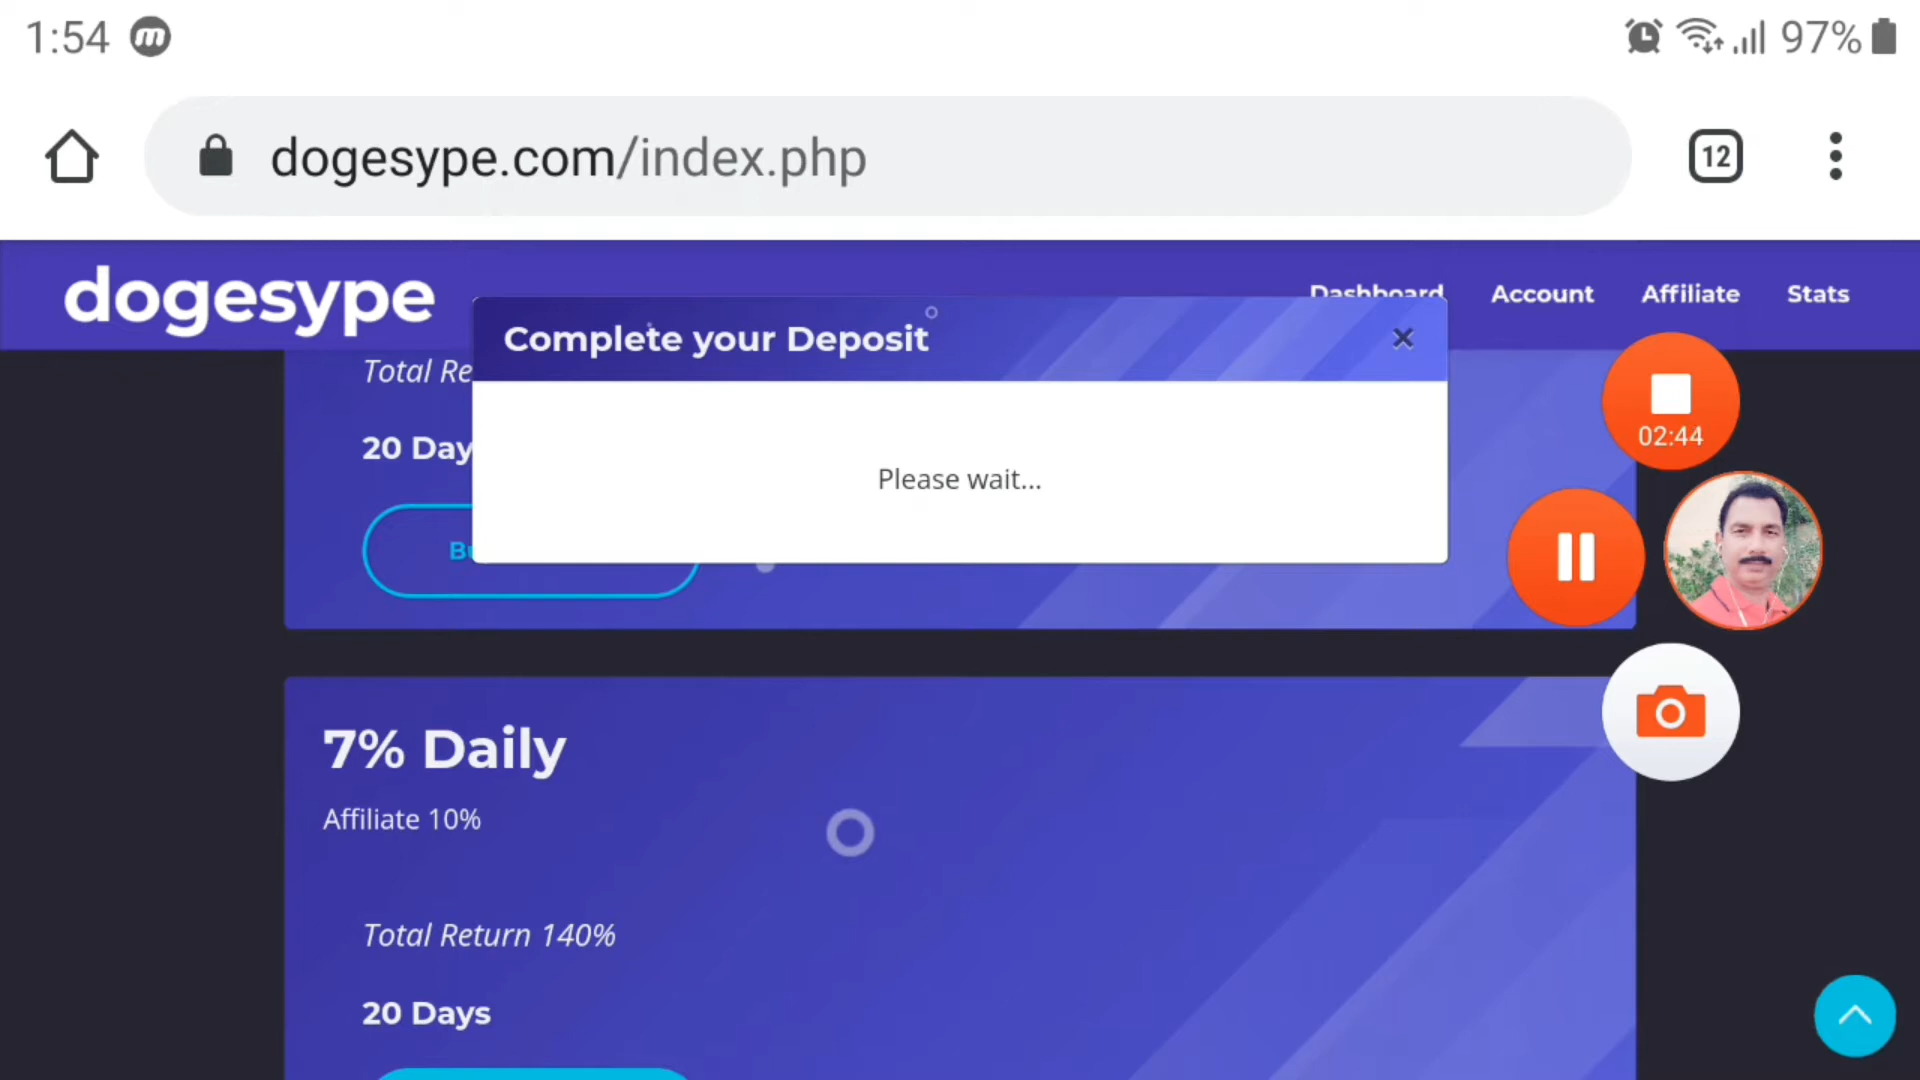 1:54 m 97%
dogesype.com/index.php 12
dogesype Account Affiliate Stats
Complete your Deposit ×
Total Re
20 Day
Please wait...
02:44
7% Daily
Affiliate 10%
Total Return 140%
20 Days